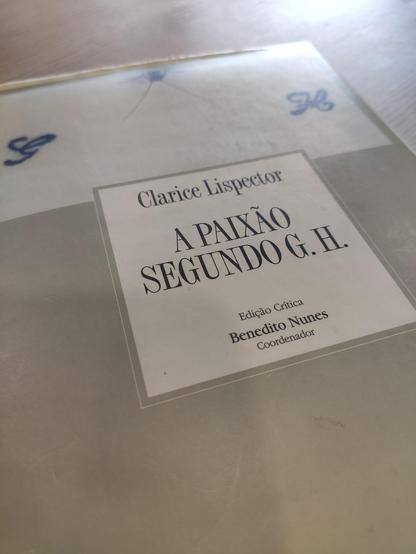 G H
Clarice Lispector
A PAIXÃO
SEGUNDO G. H.
Edição Crítica
Benedito Nunes
Coordenador